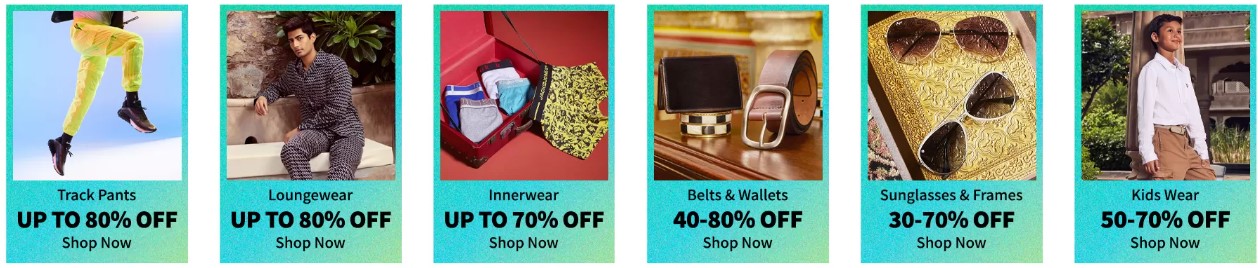 Track Pants
UP TO 80% OFF
Shop Now
Loungewear
UP TO 80% OFF
Shop Now
Innerwear
UP TO 70% OFF
Shop Now
Belts & Wallets
40-80% OFF
Shop Now
Sunglasses & Frames
30-70% OFF
Shop Now
Kids Wear
50-70% OFF
Shop Now